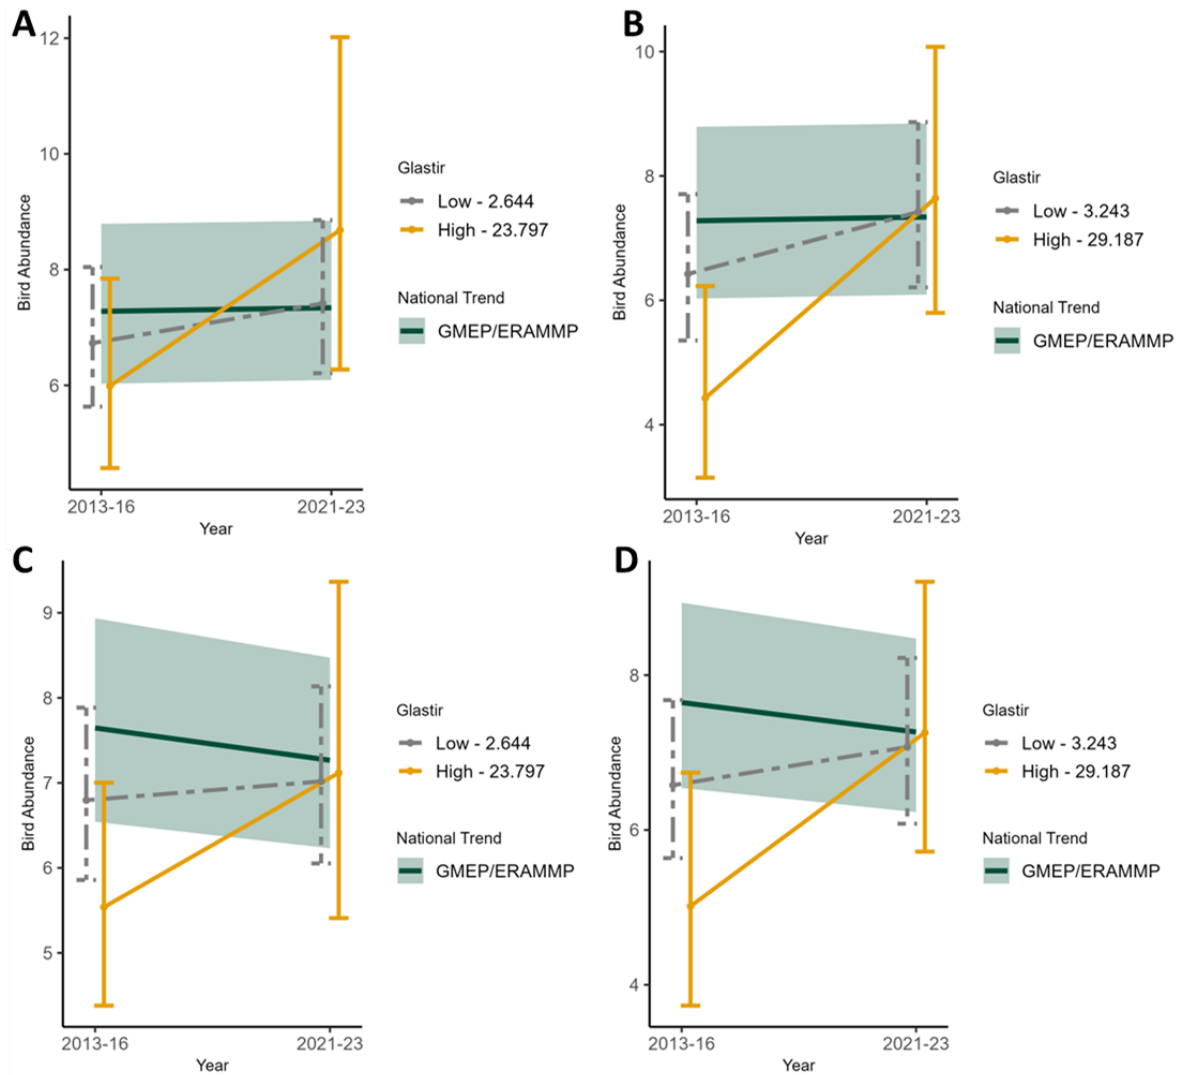 A
12
10
8
6
Bird Abundance
2013-16
2021-23
Year
Glastir
Low - 2.644
High - 23.797
National Trend
GMEP/ERAMMP
B
10
8
6
4
Bird Abundance
2013-16
2021-23
Year
Glastir
Low - 3.243
High - 29.187
National Trend
GMEP/ERAMMP
C
9
8
7
6
5
Bird Abundance
2013-16
2021-23
Year
Glastir
Low - 2.644
High - 23.797
National Trend
GMEP/ERAMMP
D
8
6
4
Bird Abundance
2013-16
2021-23
Year
Glastir
Low - 3.243
High - 29.187
National Trend
GMEP/ERAMMP